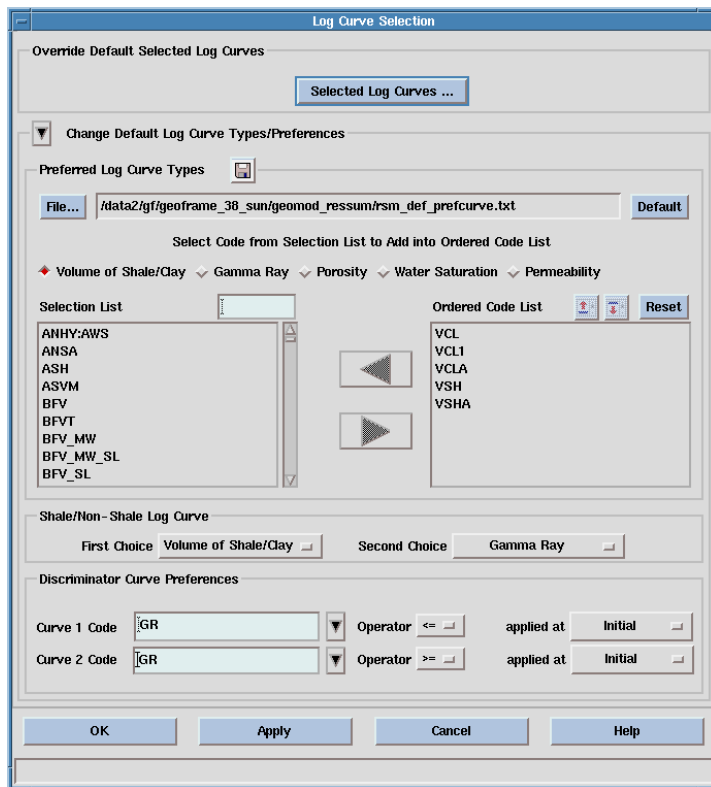 Log Curve Selection
Override Default Selected Log Curves
Selected Log Curves ...
Change Default Log Curve Types/Preferences
Preferred Log Curve Types
File... /data2/gf/geoframe_38_sun/geomod_ressum/rsm_def_prefcurve.txt Default
Select Code from Selection List to Add into Ordered Code List
Volume of Shale/Clay Gamma Ray Porosity Water Saturation Permeability
Selection List
ANHY:AWS
ANSA
ASH
ASVM
BFV
BFVT
BFV_MW
BFV_MW_SL
BFV_SL
Ordered Code List Reset
VCL
VCL1
VCLA
VSH
VSHA
Shale/Non-Shale Log Curve
First Choice Volume of Shale/Clay Second Choice Gamma Ray
Discriminator Curve Preferences
Curve 1 Code GR Operator <= applied at Initial
Curve 2 Code GR Operator >= applied at Initial
OK Apply Cancel Help